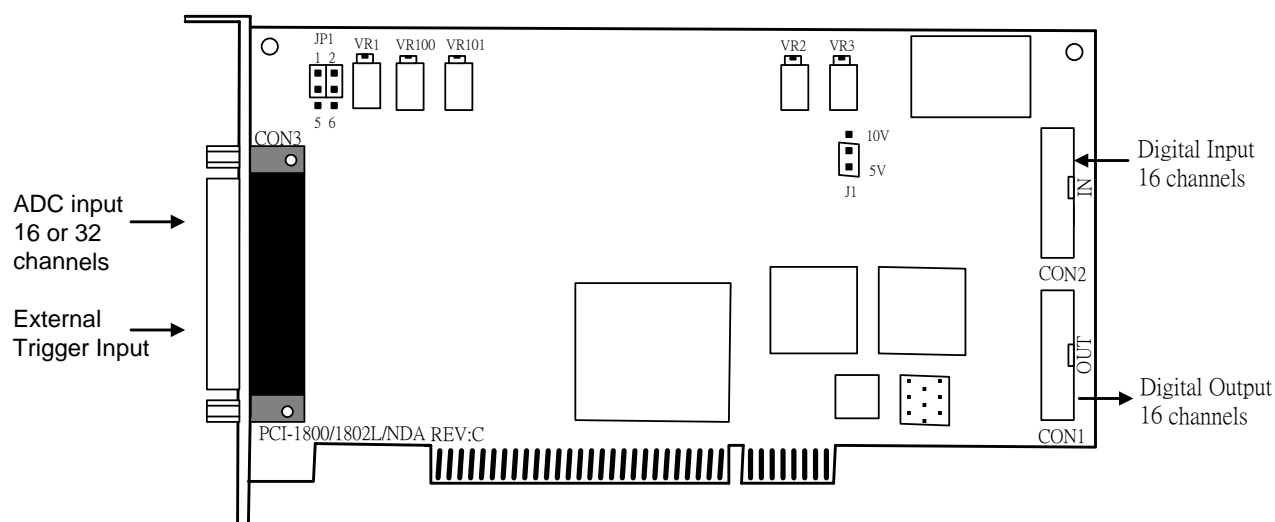 JP1
VR1
VR100
VR101
VR2
VR3
1 2
5 6
CON3
10V
5V
J1
Digital Input
16 channels
IN
ADC input
16 or 32
channels
CON2
External
Trigger Input
OUT
Digital Output
16 channels
CON1
PCI-1800/1802L/NDA REV:C